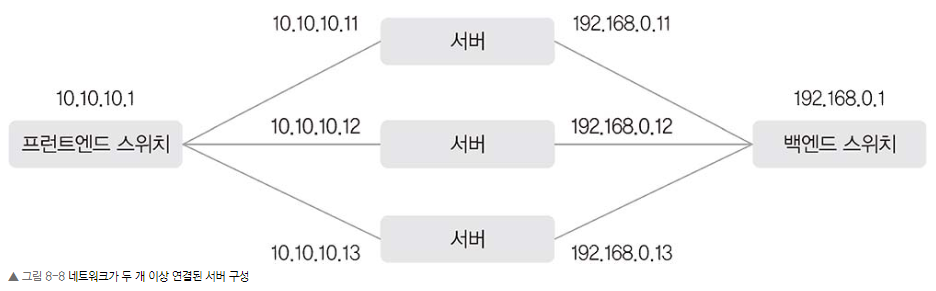 10.10.10.11
서버
192.168.0.11
10.10.10.1
192.168.0.1
프런트엔드 스위치
10.10.10.12
서버
192.168.0.12
백엔드 스위치
서버
10.10.10.13
192.168.0.13
▲ 그림 8-8 네트워크가 두 개 이상 연결된 서버 구성